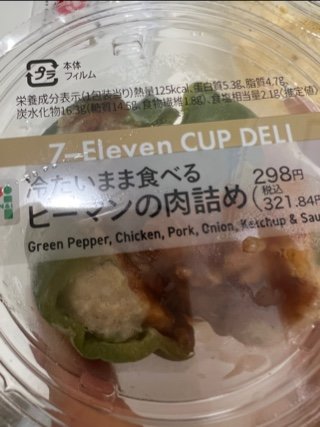 プラ
本体
フィルム
栄養成分表示(1包装当り)熱量125kcal、蛋白質5.3g、脂質4.7g、
炭水化物16.3g(糖質14.5g、食物繊維1.8g)、食塩相当量2.1g(推定値)
7-Eleven CUP DELI
冷たいまま食べる
ピーマンの肉詰め
298円
(税込
321.84円
Green Pepper, Chicken, Pork, Onion, Ketchup & Sau